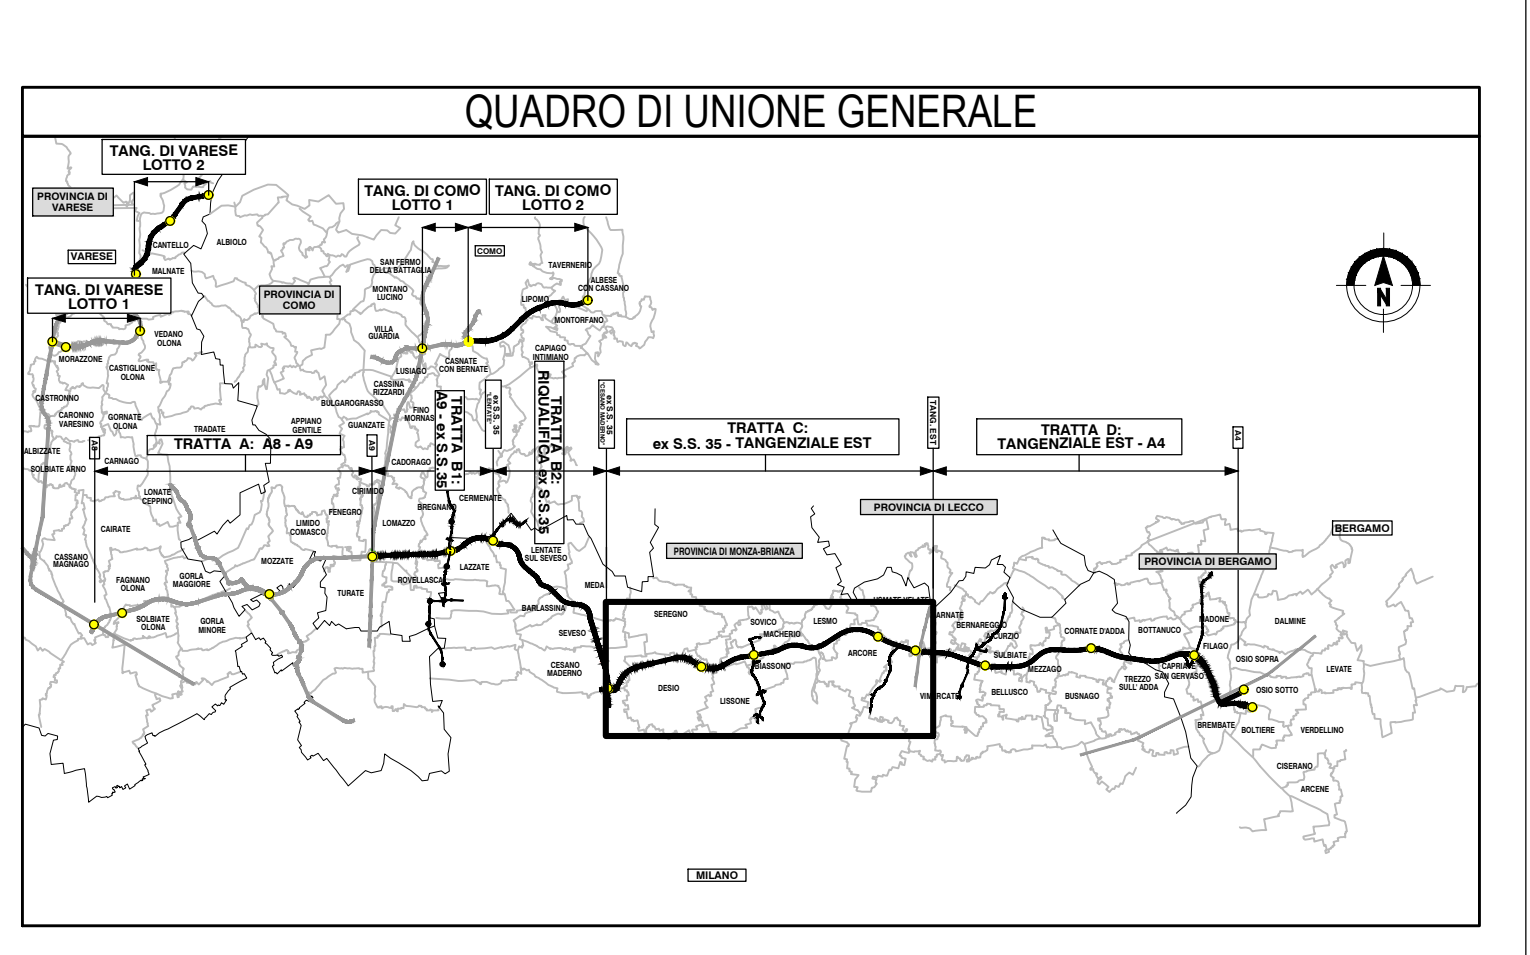 QUADRO DI UNIONE GENERALE
TANG. DI VARESE
LOTTO 2
PROVINCIA DI
VARESE
CANTELLO
ALBIOLO
VARESE
MALNATE
TANG. DI VARESE
LOTTO 1
PROVINCIA DI
COMO
TANG. DI COMO
LOTTO 1
TANG. DI COMO
LOTTO 2
COMO
SAN FERMO
DELLA BATTAGLIA
MONTANO
LUCINO
TAVERNERIO
ALBESE
CON CASSANO
LIPOMO
MONTORFANO
VILLA
GUARDIA
CAPIAGO
INTIMIANO
LUSIAGO
CASNATE
CON BERNATE
CASSINA
RIZZARDI
N
VEDANO
OLONA
MORAZZONE
CASTIGLIONE
OLONA
CASTRONNO
CARONNO
VARESINO
GORNATE
OLONA
TRADATE
APPIANO
GENTILE
BULGAROGRASSO
GUANZATE
FINO
MORNAS
ALBIZZATE
SOLBIATE ARNO
CARNAGO
A8
TRATTA A: A8 - A9
A9
CADORAGO
TRATTA B1:
A9 - ex S.S.35
ex S.S. 35
"LENTATE"
TRATTA B2:
RIQUALIFICA ex S.S.35
ex S.S. 35
"CESANO MADERNO"
TRATTA C:
ex S.S. 35 - TANGENZIALE EST
TANG. EST
TRATTA D:
TANGENZIALE EST - A4
A4
LONATE
CEPPINO
CIRIMIDO
FENEGRO
LIMIDO
COMASCO
LOMAZZO
BREGNANO
CERMENATE
CAIRATE
CASSANO
MAGNAGO
FAGNANO
OLONA
GORLA
MAGGIORE
MOZZATE
SOLBIATE
OLONA
GORLA
MINORE
TURATE
ROVELLASCA
LAZZATE
LENTATE
SUL SEVESO
MEDA
BARLASSINA
SEVESO
CESANO
MADERNO
PROVINCIA DI LECCO
PROVINCIA DI MONZA-BRIANZA
BERGAMO
PROVINCIA DI BERGAMO
SEREGNO
SOVICO
MACHERIO
LESMO
BIASSONO
ARCORE
DESIO
LISSONE
ARNATE
BERNAREGGIO
AICURZIO
SULBIATE
MEZZAGO
CORNATE D'ADDA
BOTTANUCO
MADONE
DALMINE
FILAGO
OSIO SOPRA
LEVATE
VIMERCATE
BELLUSCO
BUSNAGO
TREZZO
SULL' ADDA
CAPRIATE
SAN GERVASO
OSIO SOTTO
BREMBATE
BOLTIERE
VERDELLINO
CISERANO
ARCENE
MILANO